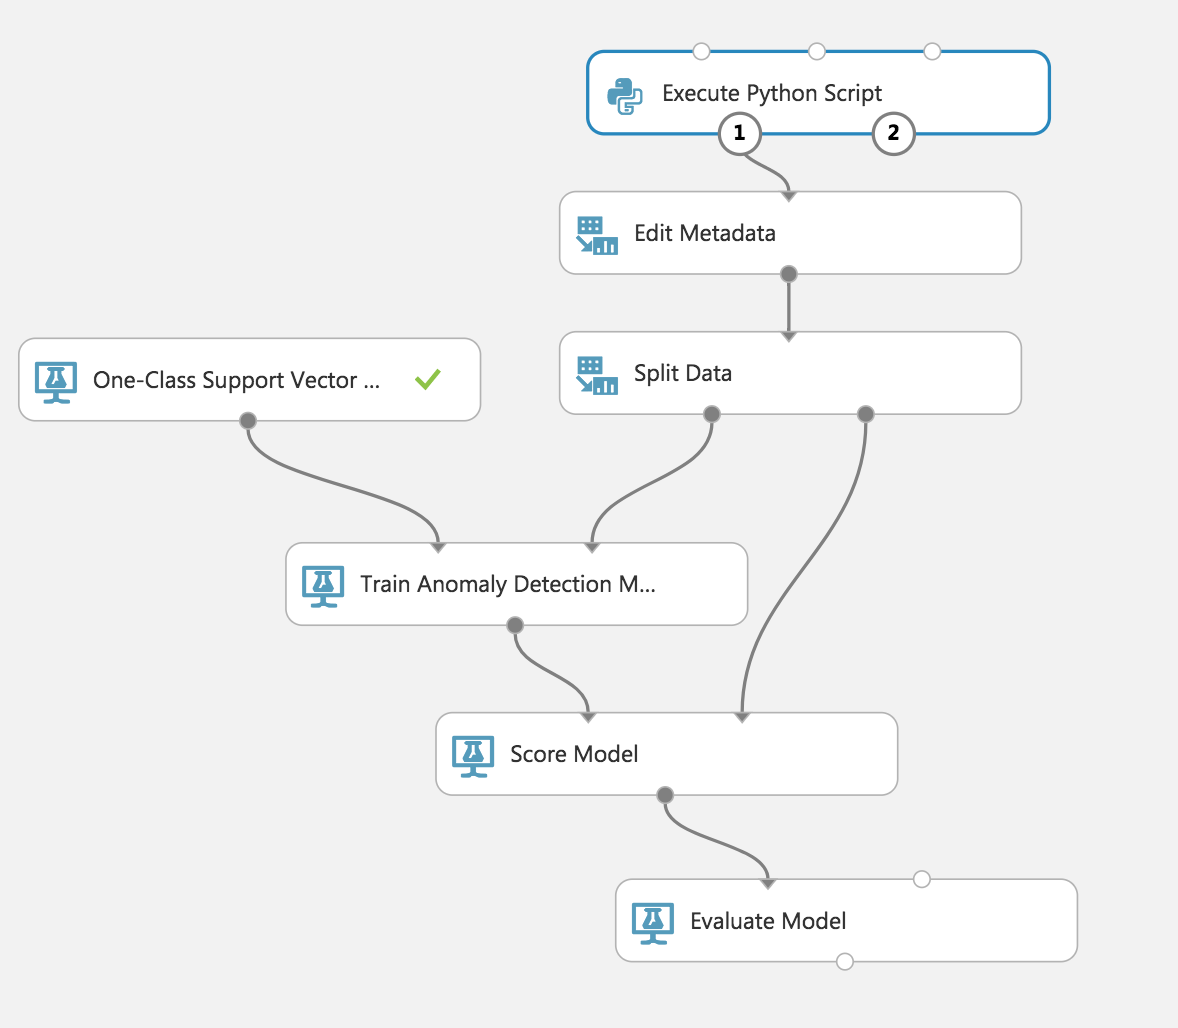 Execute Python Script
1
2
Edit Metadata
Split Data
One-Class Support Vector ...
Train Anomaly Detection M...
Score Model
Evaluate Model